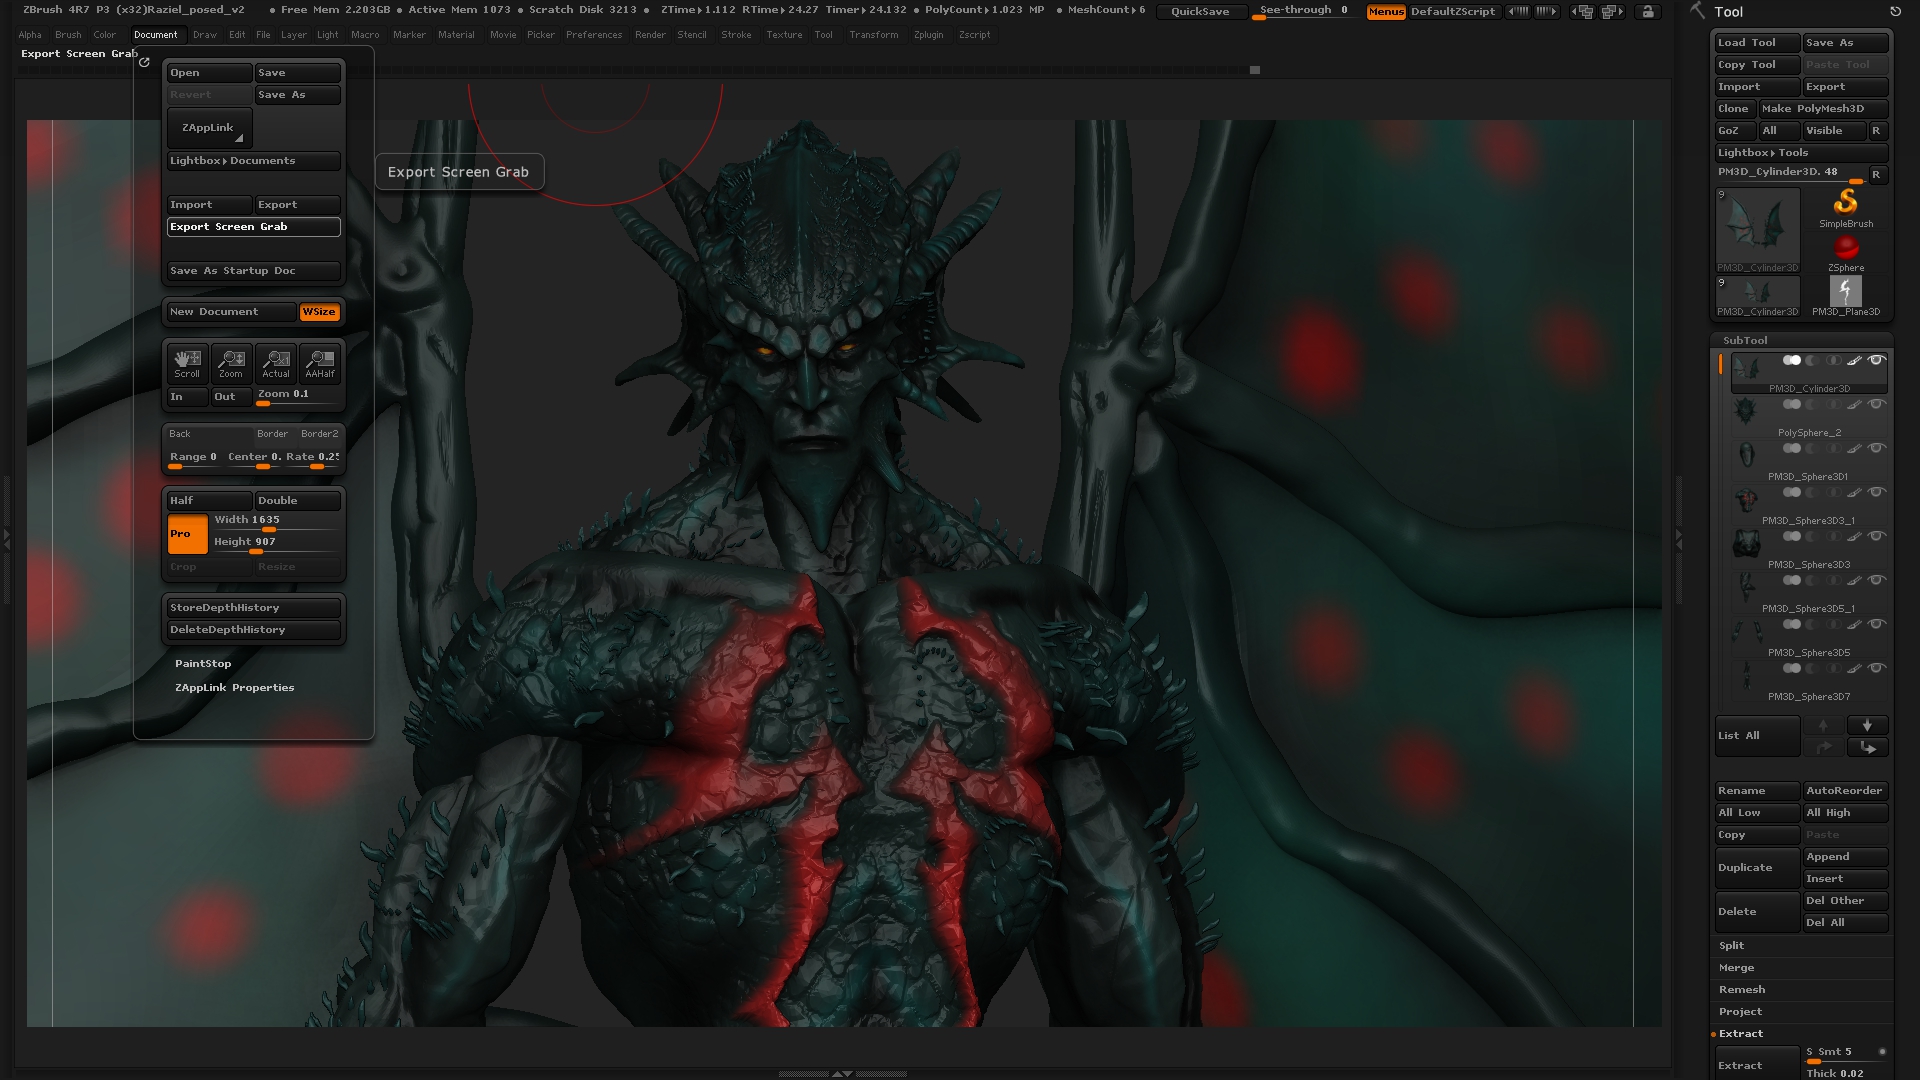 ZBrush 4R7 P3 (x32)Raziel_posed_v2 • Free Mem 2.203GB • Active Mem 1073 • Scratch Disk 3213 • ZTime▸1.112 RTime▸24.27 Timer▸24.132 • PolyCount▸1.023 MP • MeshCount▸6 QuickSave See-through 0 Menus DefaultZScript
Alpha Brush Color Document Draw Edit File Layer Light Macro Marker Material Movie Picker Preferences Render Stencil Stroke Texture Tool Transform Zplugin Zscript
Export Screen Grab
Open Save
Revert Save As
ZAppLink
Lightbox▸Documents
Import Export
Export Screen Grab
Save As Startup Doc
New Document WSize
Scroll Zoom Actual AAHalf
In Out Zoom 0.1
Back Border Border2
Range 0 Center 0. Rate 0.25
Half Double
Pro Width 1635
Height 907
Crop Resize
StoreDepthHistory
DeleteDepthHistory
PaintStop
ZAppLink Properties
Export Screen Grab
Tool
Load Tool Save As
Copy Tool Paste Tool
Import Export
Clone Make PolyMesh3D
GoZ All Visible R
Lightbox▸Tools
PM3D_Cylinder3D. 48 R
9
SimpleBrush
PM3D_Cylinder3D ZSphere
9
PM3D_Cylinder3D PM3D_Plane3D
SubTool
PM3D_Cylinder3D
PolySphere_2
PM3D_Sphere3D1
PM3D_Sphere3D3_1
PM3D_Sphere3D3
PM3D_Sphere3D5_1
PM3D_Sphere3D5
PM3D_Sphere3D7
List All
Rename AutoReorder
All Low All High
Copy Paste
Duplicate Append
Insert
Delete Del Other
Del All
Split
Merge
Remesh
Project
Extract
Extract S Smt 5
Thick 0.02